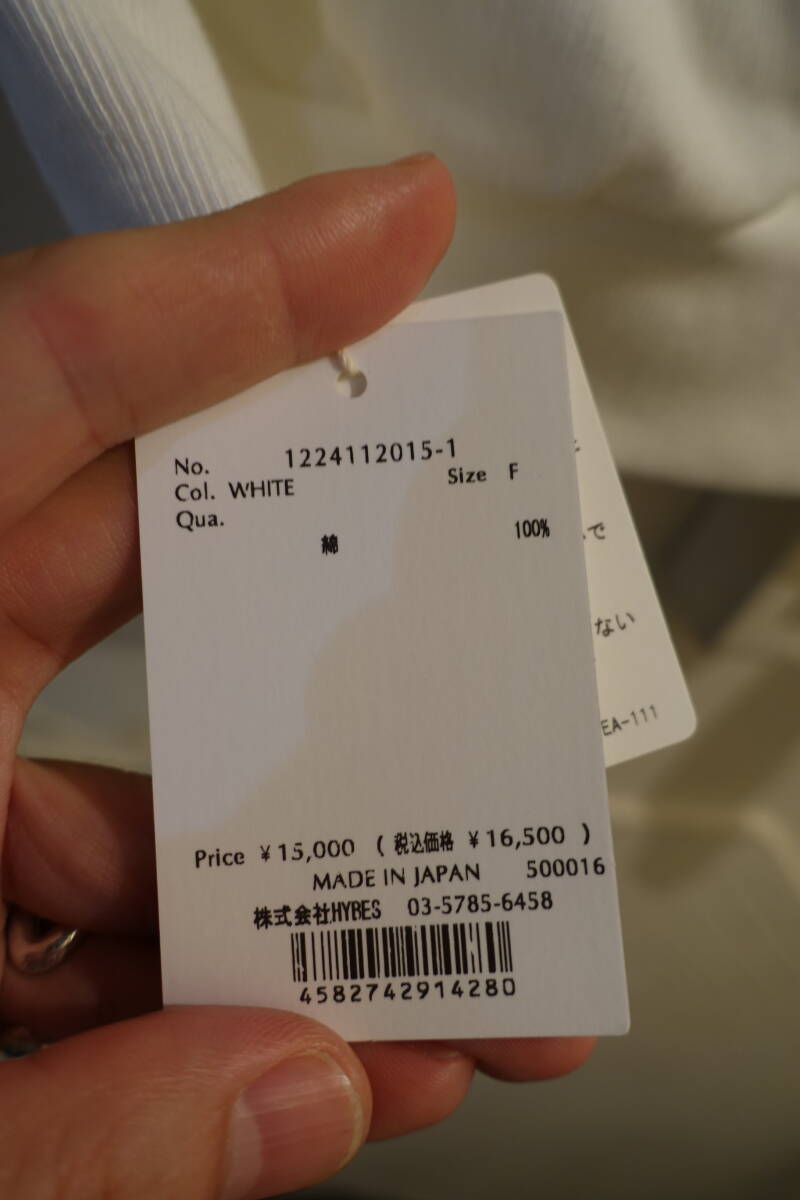 No. 1224112015-1
Col. WHITE Size F
Qua.
綿 100%
Price ¥15,000 (税込価格 ¥16,500 )
MADE IN JAPAN 500016
株式会社HYBES 03-5785-6458
4582742914280
で
ない
EA-111